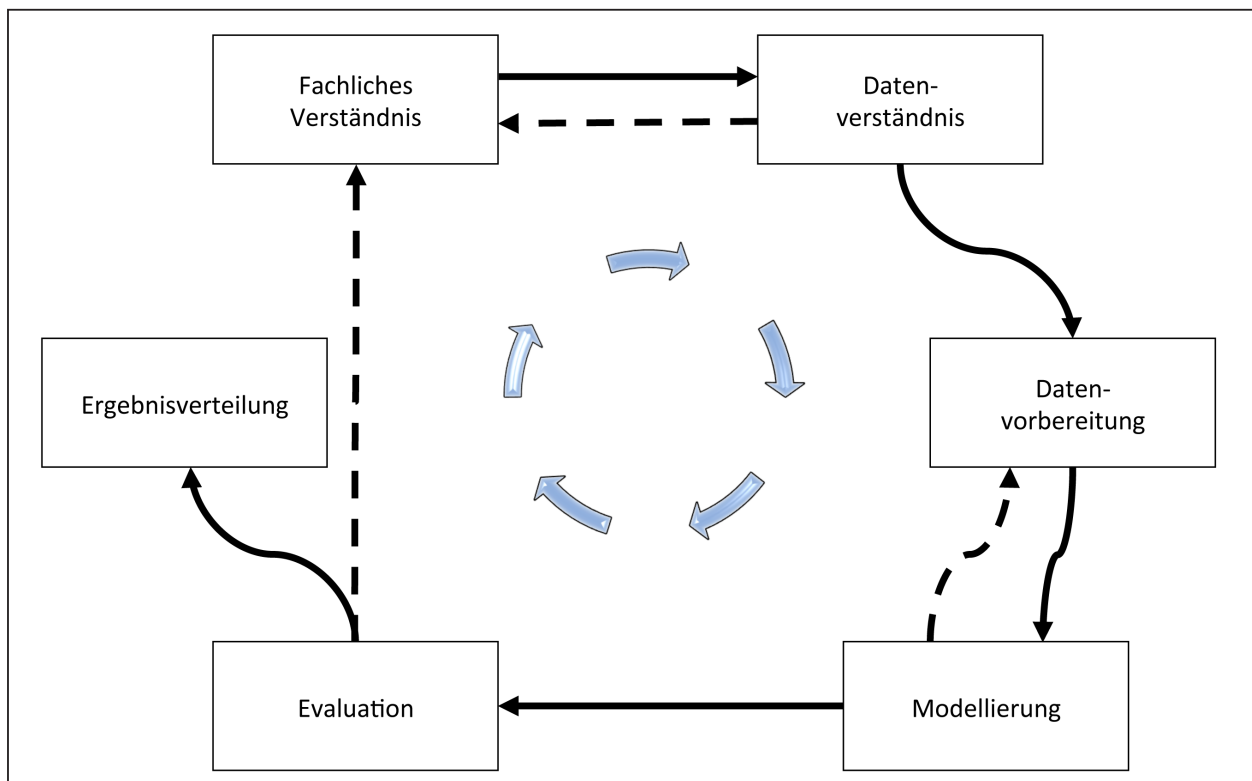 Fachliches
Verständnis
Daten-
verständnis
Ergebnisverteilung
Daten-
vorbereitung
Evaluation
Modellierung